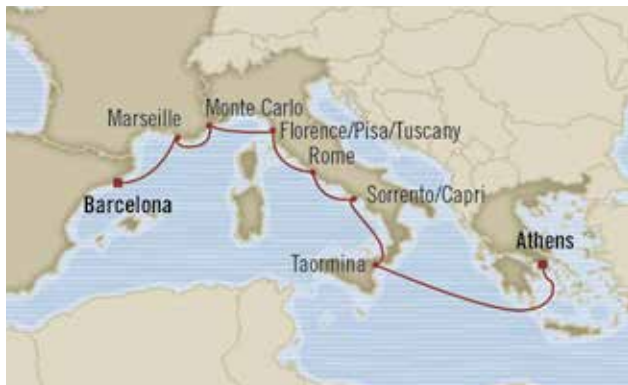 Monte Carlo
Marseille
Florence/Pisa/Tuscany
Rome
Sorrento/Capri
Barcelona
Athens
Taormina